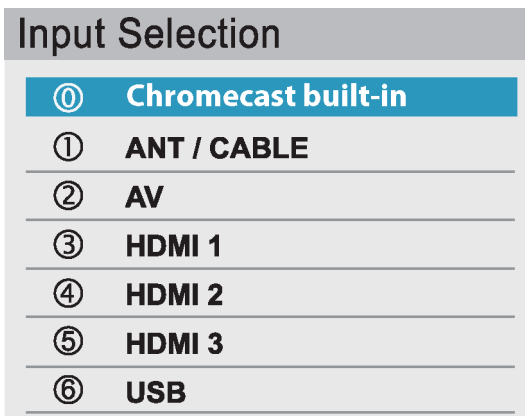 Input Selection
⓪ Chromecast built-in
① ANT / CABLE
② AV
③ HDMI 1
④ HDMI 2
⑤ HDMI 3
⑥ USB